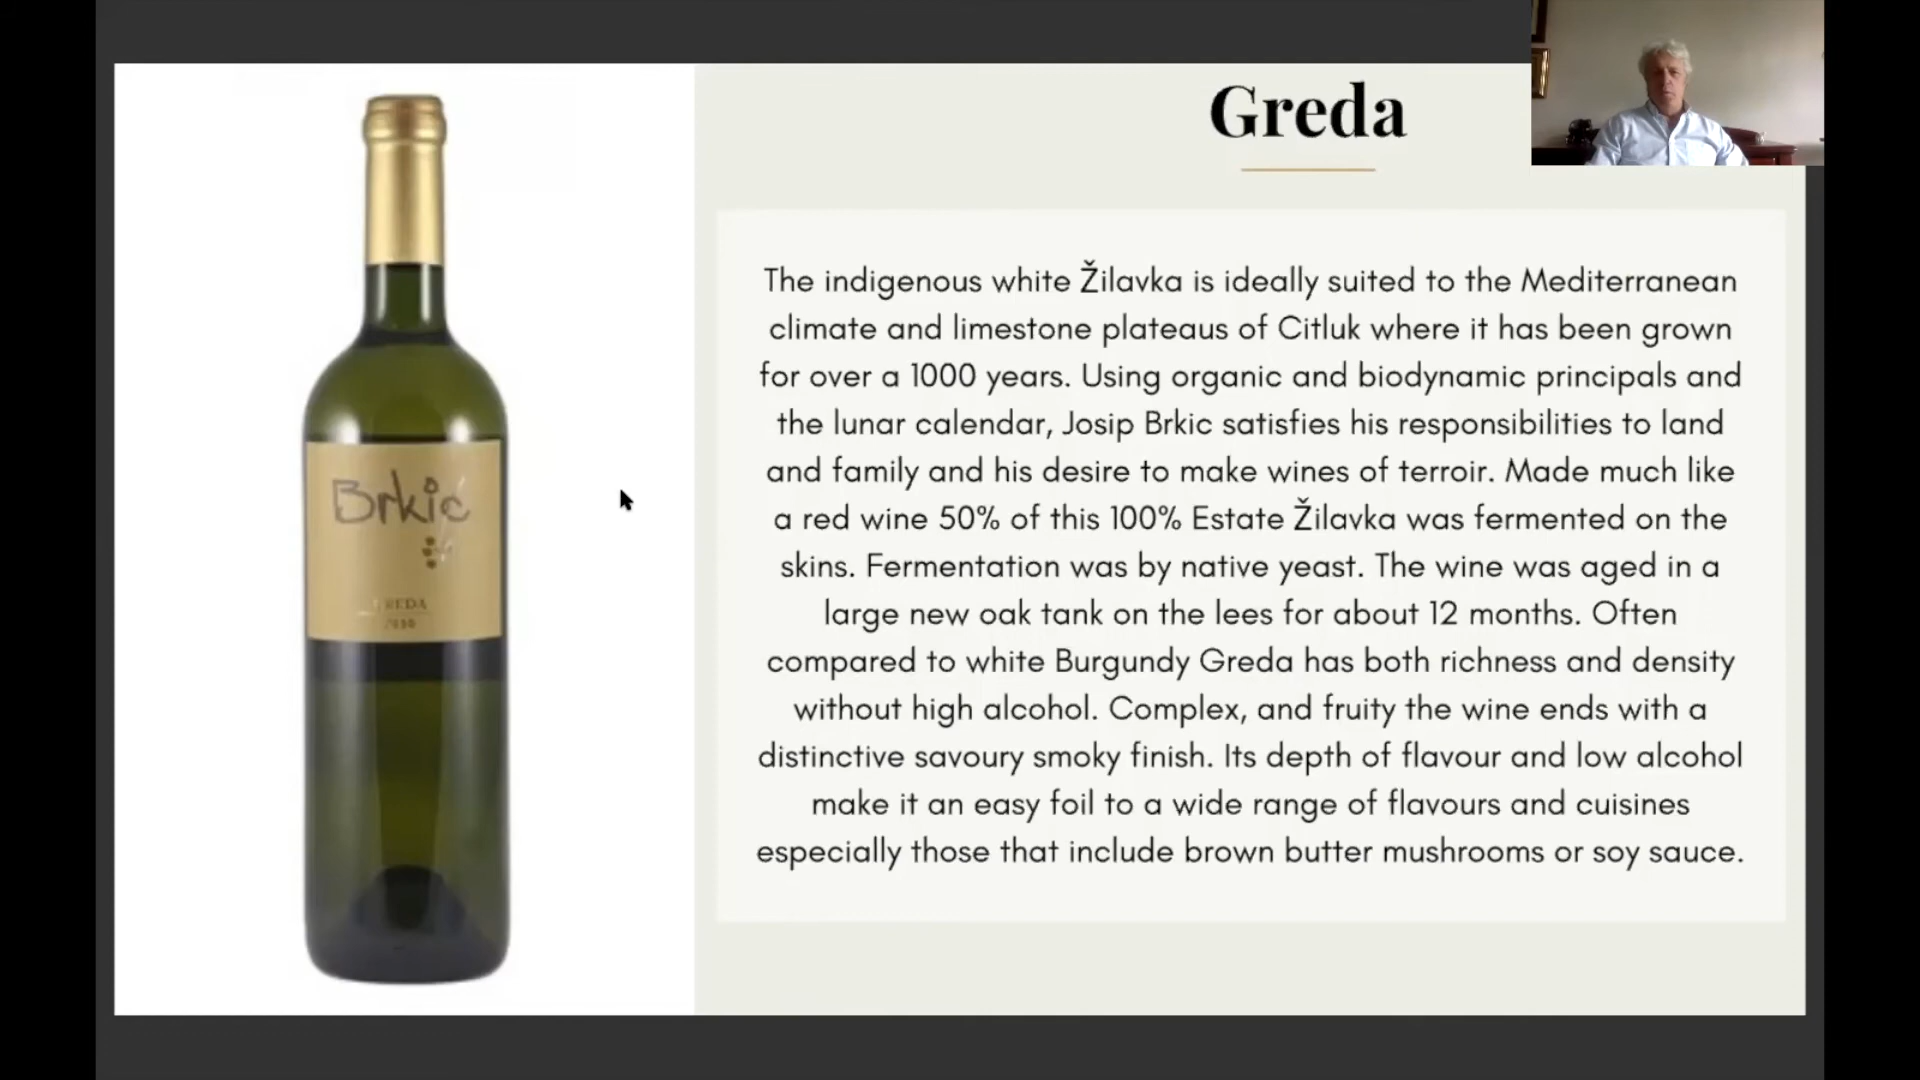 Greda
The indigenous white Žilavka is ideally suited to the Mediterranean
climate and limestone plateaus of Citluk where it has been grown
for over a 1000 years. Using organic and biodynamic principals and
the lunar calendar, Josip Brkic satisfies his responsibilities to land
and family and his desire to make wines of terroir. Made much like
a red wine 50% of this 100% Estate Žilavka was fermented on the
skins. Fermentation was by native yeast. The wine was aged in a
large new oak tank on the lees for about 12 months. Often
compared to white Burgundy Greda has both richness and density
without high alcohol. Complex, and fruity the wine ends with a
distinctive savoury smoky finish. Its depth of flavour and low alcohol
make it an easy foil to a wide range of flavours and cuisines
especially those that include brown butter mushrooms or soy sauce.
Brkic
GREDA